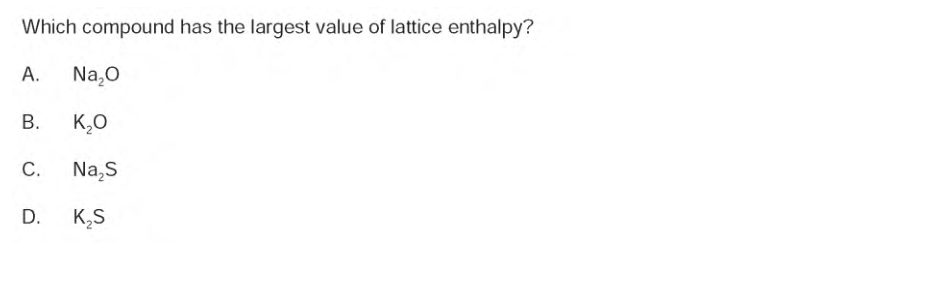 Which compound has the largest value of lattice enthalpy?
A. Na₂O
B. K₂O
C. Na₂S
D. K₂S